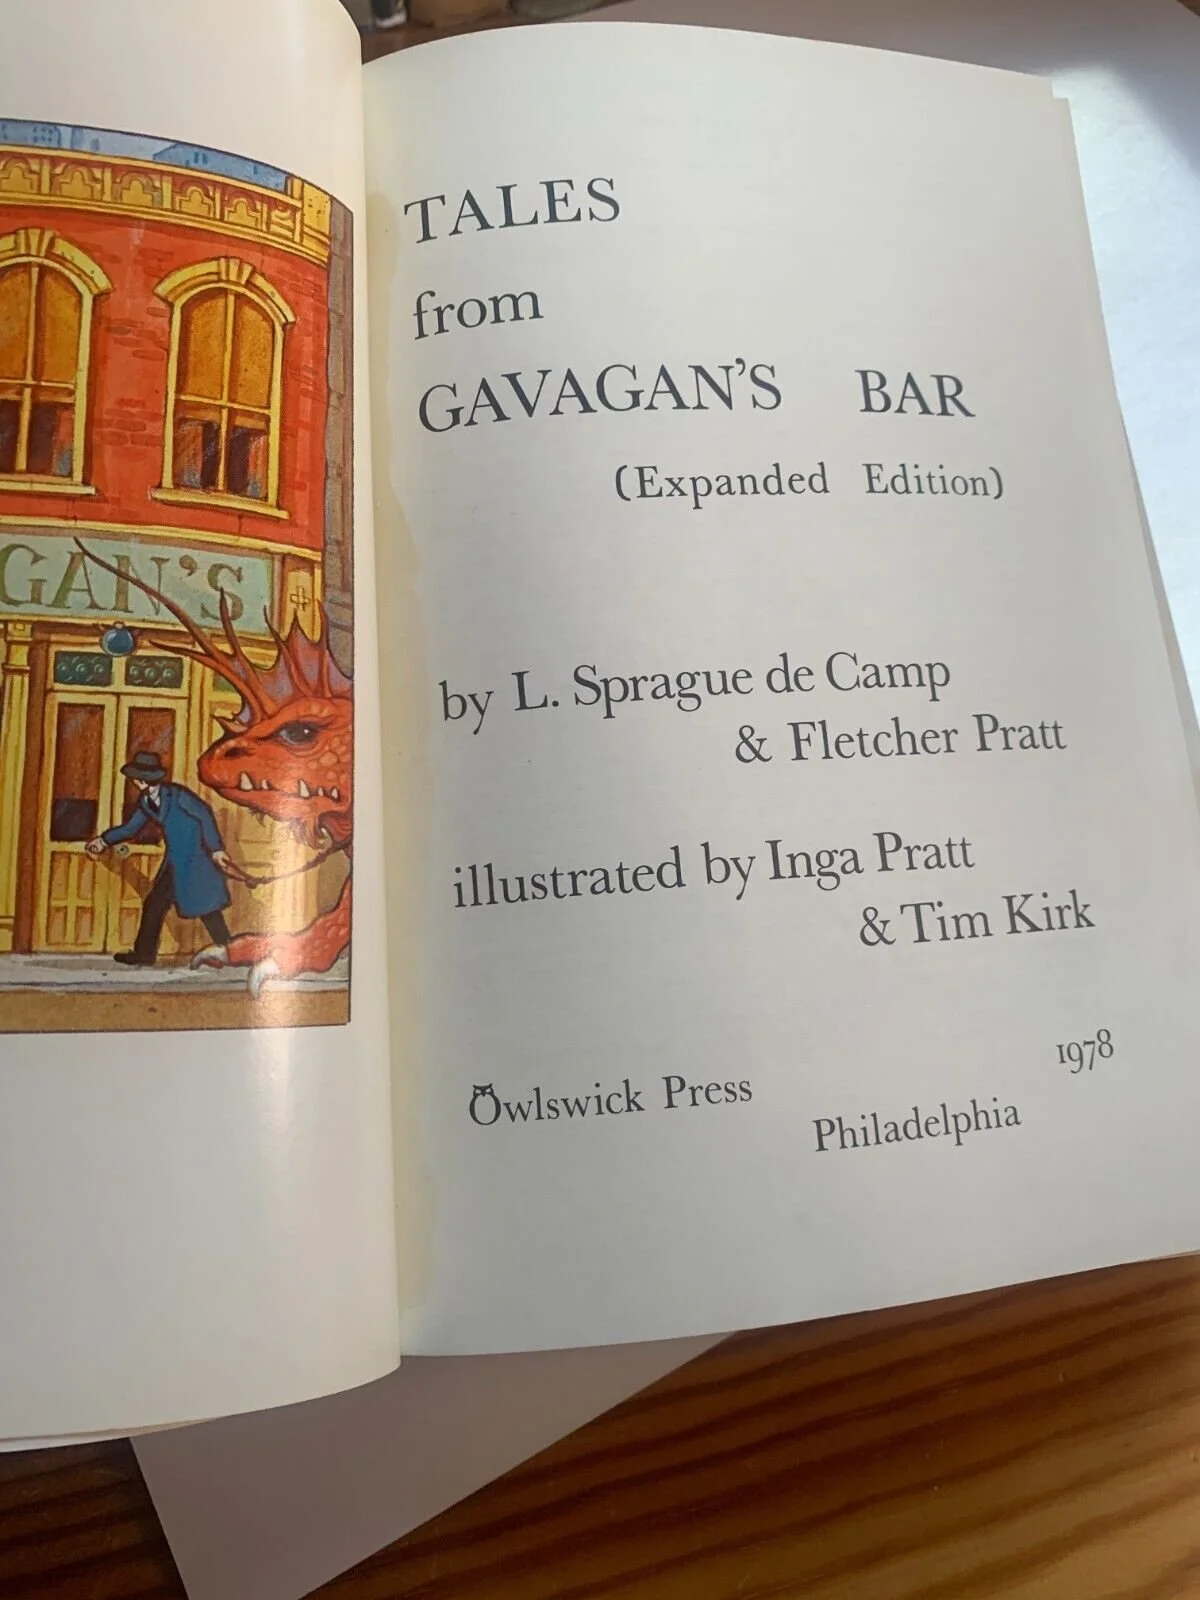 GAN'S
TALES
from
GAVAGAN'S BAR
(Expanded Edition)
by L. Sprague de Camp
& Fletcher Pratt
illustrated by Inga Pratt
& Tim Kirk
1978
Owlswick Press
Philadelphia